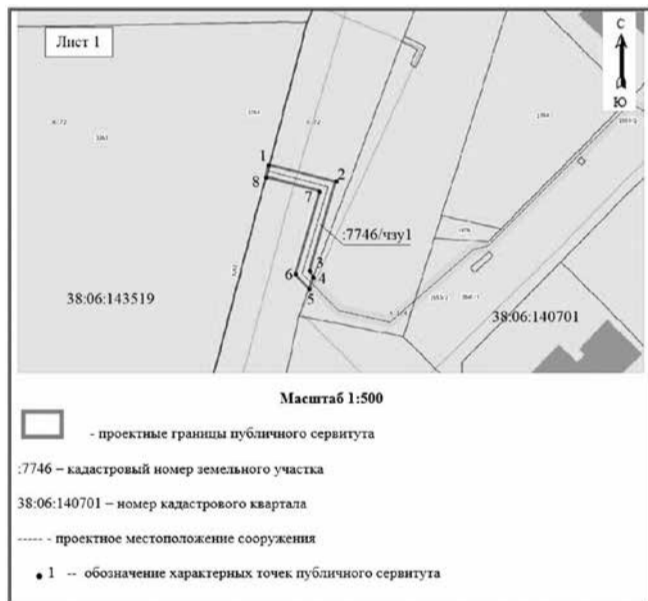 Лист 1
С
Ю
1
2
8
7
:7746/чзу1
3
6
4
5
38:06:143519
38:06:140701
Масштаб 1:500
- проектные границы публичного сервитута
:7746 – кадастровый номер земельного участка
38:06:140701 – номер кадастрового квартала
----- - проектное местоположение сооружения
• 1 -- обозначение характерных точек публичного сервитута